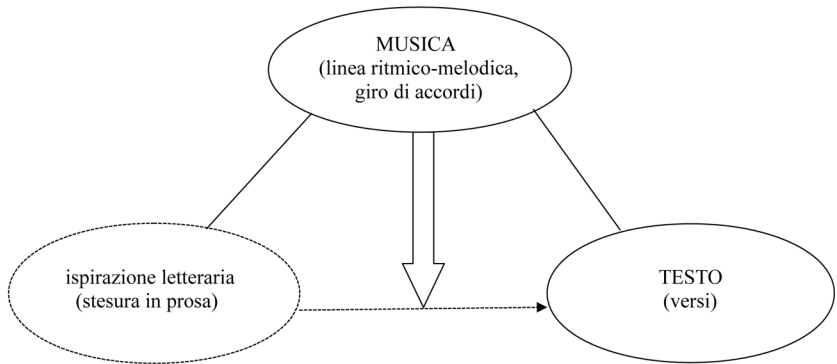 MUSICA
(linea ritmico-melodica,
giro di accordi)
ispirazione letteraria
(stesura in prosa)
TESTO
(versi)